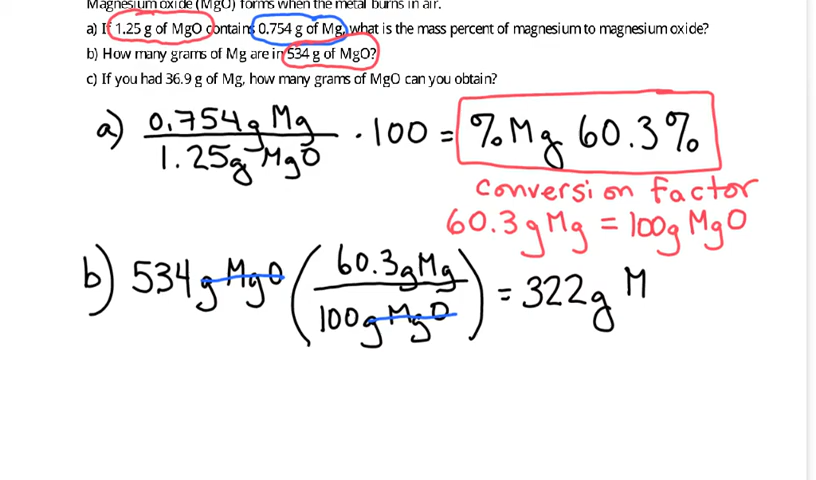 Magnesium oxide (MgO) forms when the metal burns in air.
a) If 1.25 g of MgO contains 0.754 g of Mg, what is the mass percent of magnesium to magnesium oxide?
b) How many grams of Mg are in 534 g of MgO?
c) If you had 36.9 g of Mg, how many grams of MgO can you obtain?
a) 0.754g Mg
1.25g MgO
· 100 = % Mg 60.3%
Conversion Factor
60.3 g Mg = 100g MgO
b) 534 g MgO ( 60.3g Mg
100g MgO ) = 322g M